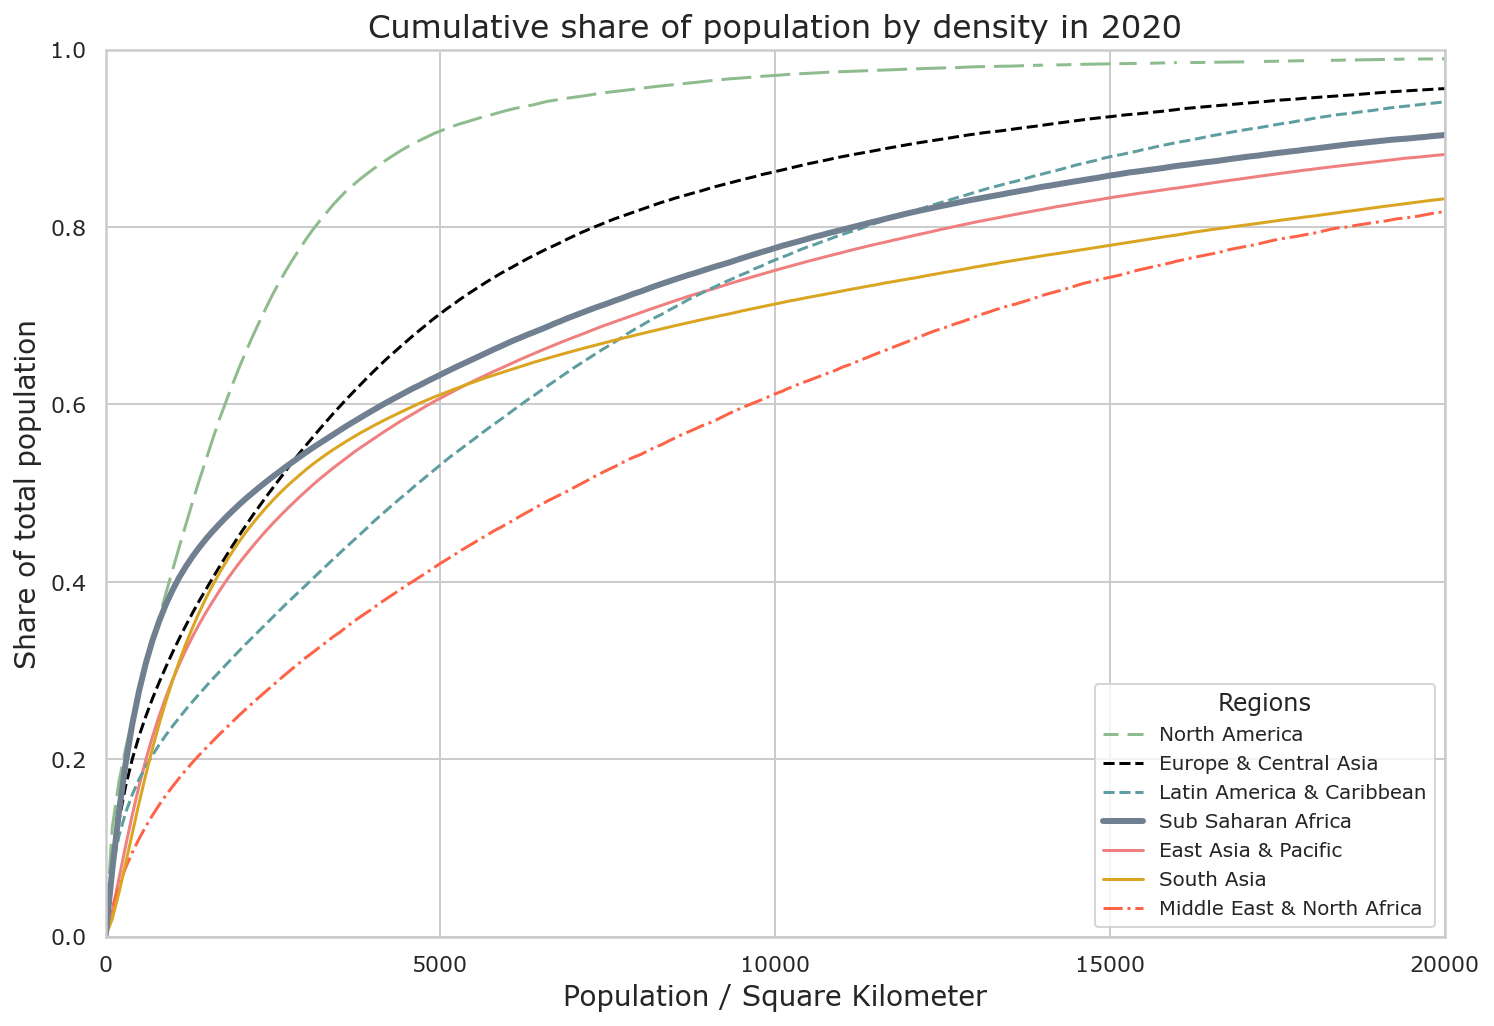 Cumulative share of population by density in 2020
1.0
0.8
0.6
0.4
0.2
0.0
Share of total population
0
5000
10000
15000
20000
Population / Square Kilometer
Regions
North America
Europe & Central Asia
Latin America & Caribbean
Sub Saharan Africa
East Asia & Pacific
South Asia
Middle East & North Africa